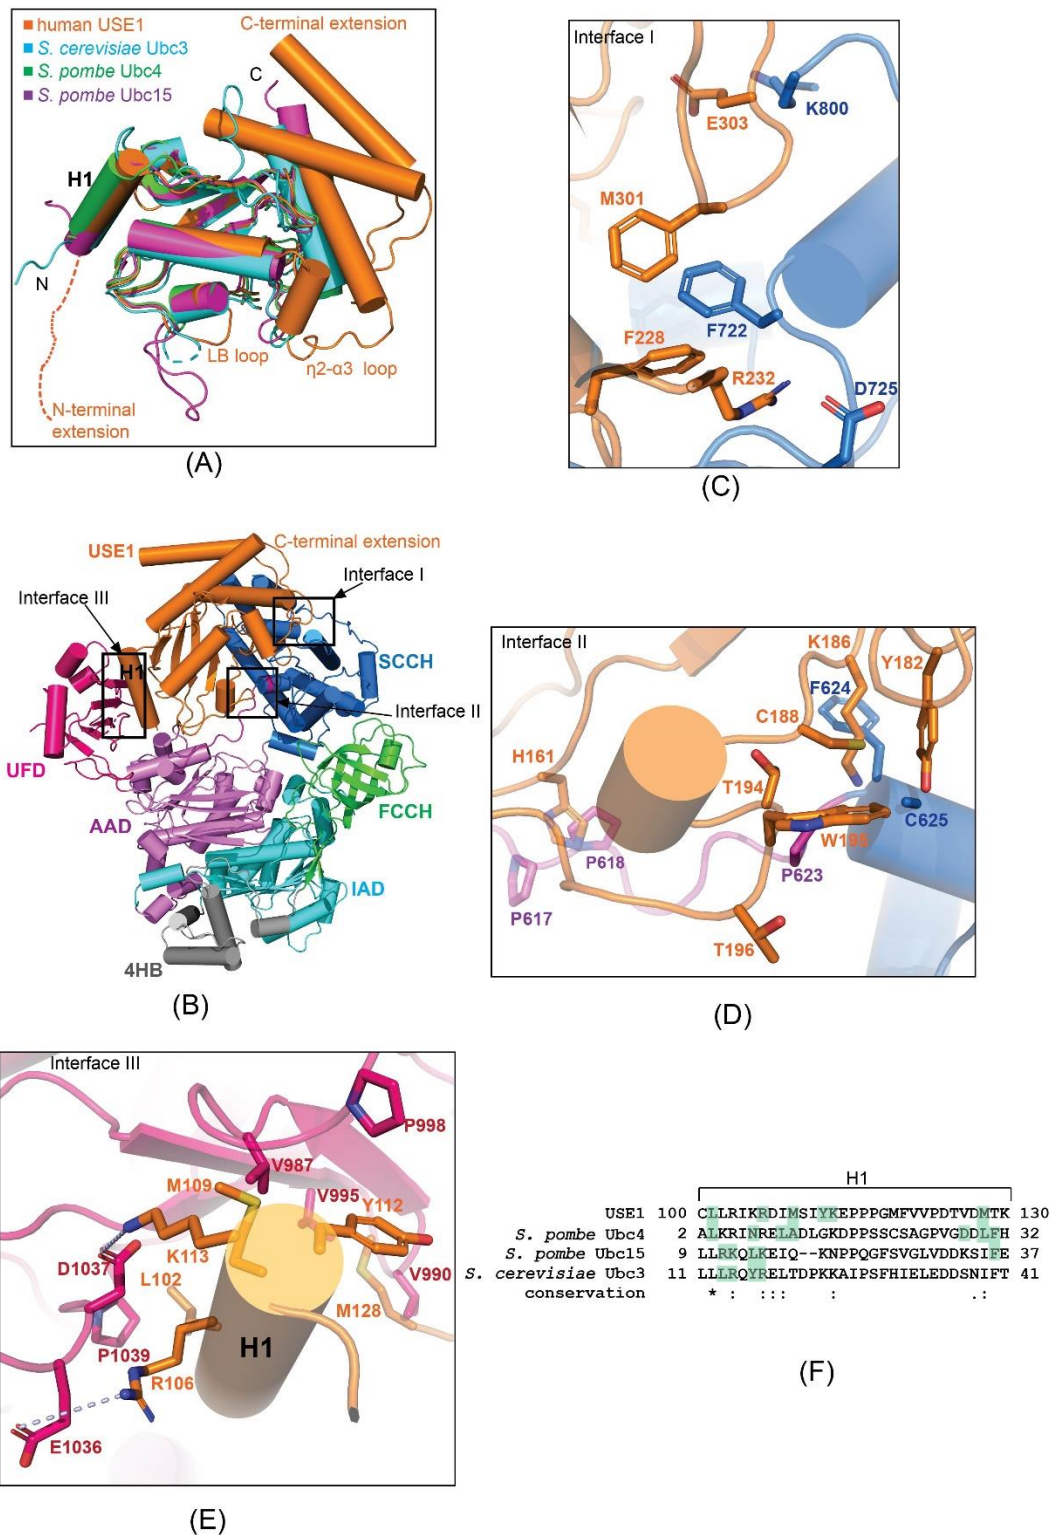 human USE1
S. cerevisiae Ubc3
S. pombe Ubc4
S. pombe Ubc15
C-terminal extension
C
H1
N
LB loop
η2-α3 loop
N-terminal
extension
(A)
Interface I
K800
E303
M301
F722
F228
R232
D725
(C)
USE1
C-terminal extension
Interface I
Interface III
H1
SCCH
Interface II
UFD
AAD
FCCH
IAD
4HB
(B)
Interface II
K186
Y182
F624
C188
H161
T194
C625
P618
W195
P623
P617
T196
(D)
Interface III
P998
V987
M109
V995
Y112
K113
D1037
V990
L102
M128
P1039
H1
R106
E1036
(E)
H1
USE1 100 CLLRIKRDIMSIYKEPPPGMFVVPDTVDMTK 130
S. pombe Ubc4 2 ALKRINRELADLGKDPPSSCSAGPVGDDLFH 32
S. pombe Ubc15 9 LLRKQLKEIQ--KNPPQGFSVGLVDDKSIFE 37
S. cerevisiae Ubc3 11 LLLRQYRELTDPKKAIPSFHIELEDDSNIFT 41
conservation * : ::: : .:
(F)